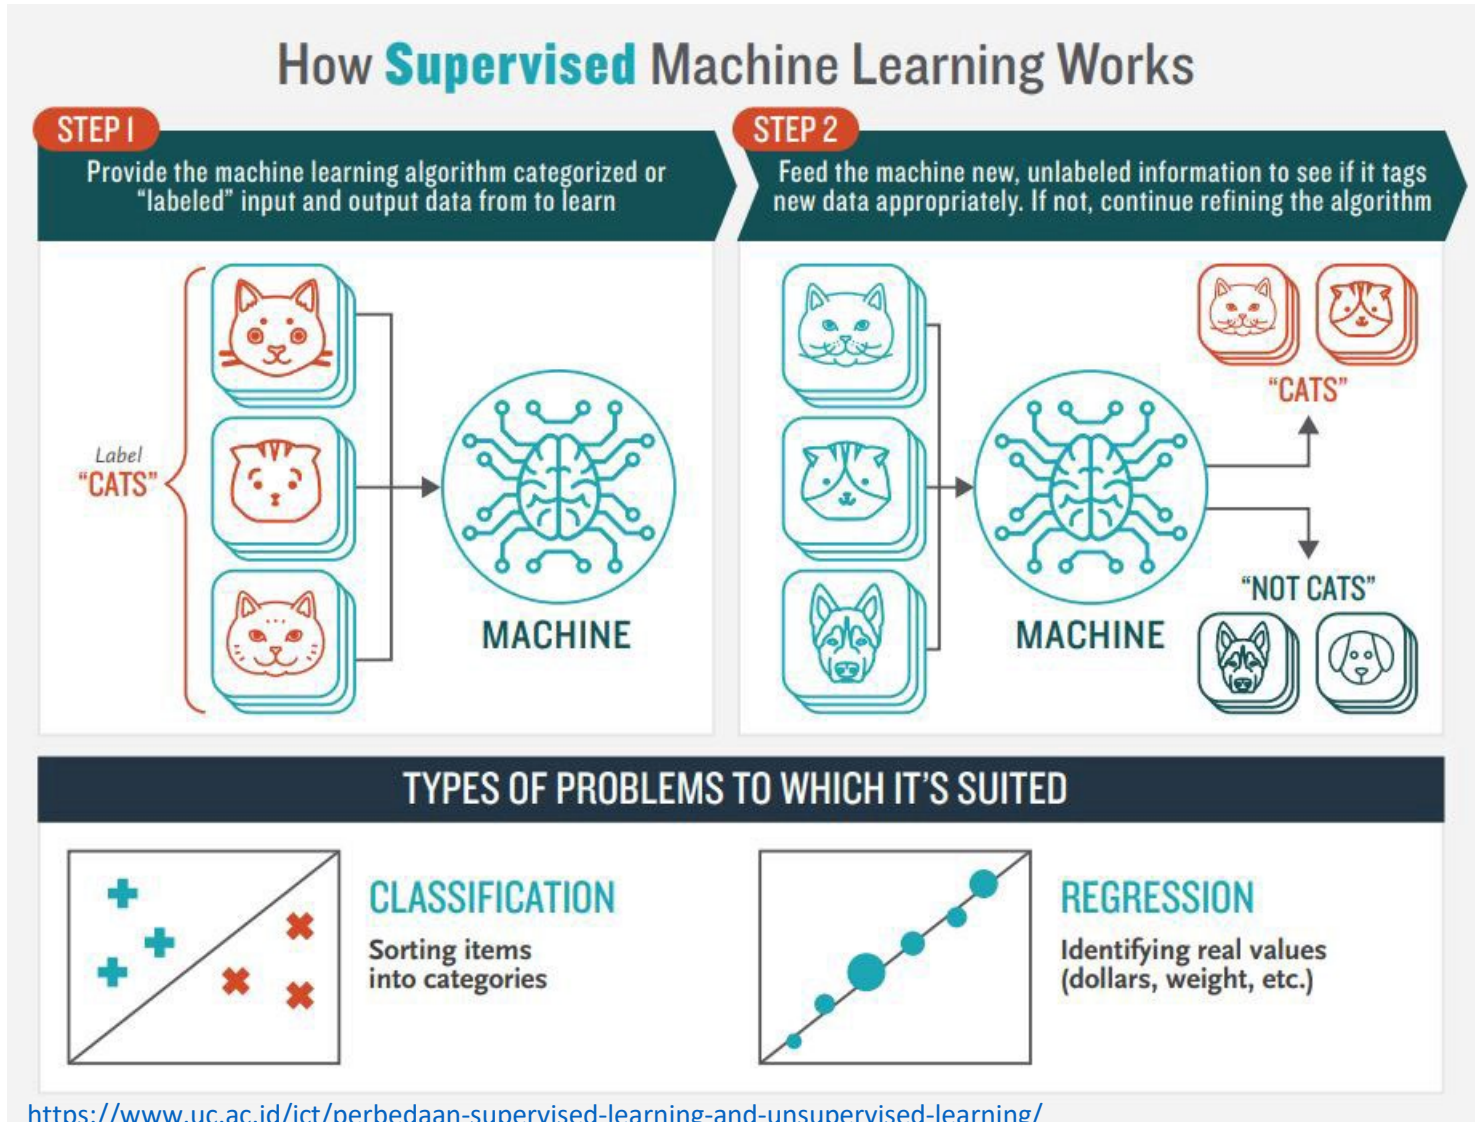 How Supervised Machine Learning Works
STEP 1
Provide the machine learning algorithm categorized or
“labeled” input and output data from to learn
Label
“CATS”
MACHINE
STEP 2
Feed the machine new, unlabeled information to see if it tags
new data appropriately. If not, continue refining the algorithm
“CATS”
“NOT CATS”
MACHINE
TYPES OF PROBLEMS TO WHICH IT’S SUITED
CLASSIFICATION
Sorting items
into categories
REGRESSION
Identifying real values
(dollars, weight, etc.)
https://www.uc.ac.id/ict/perbedaan-supervised-learning-and-unsupervised-learning/